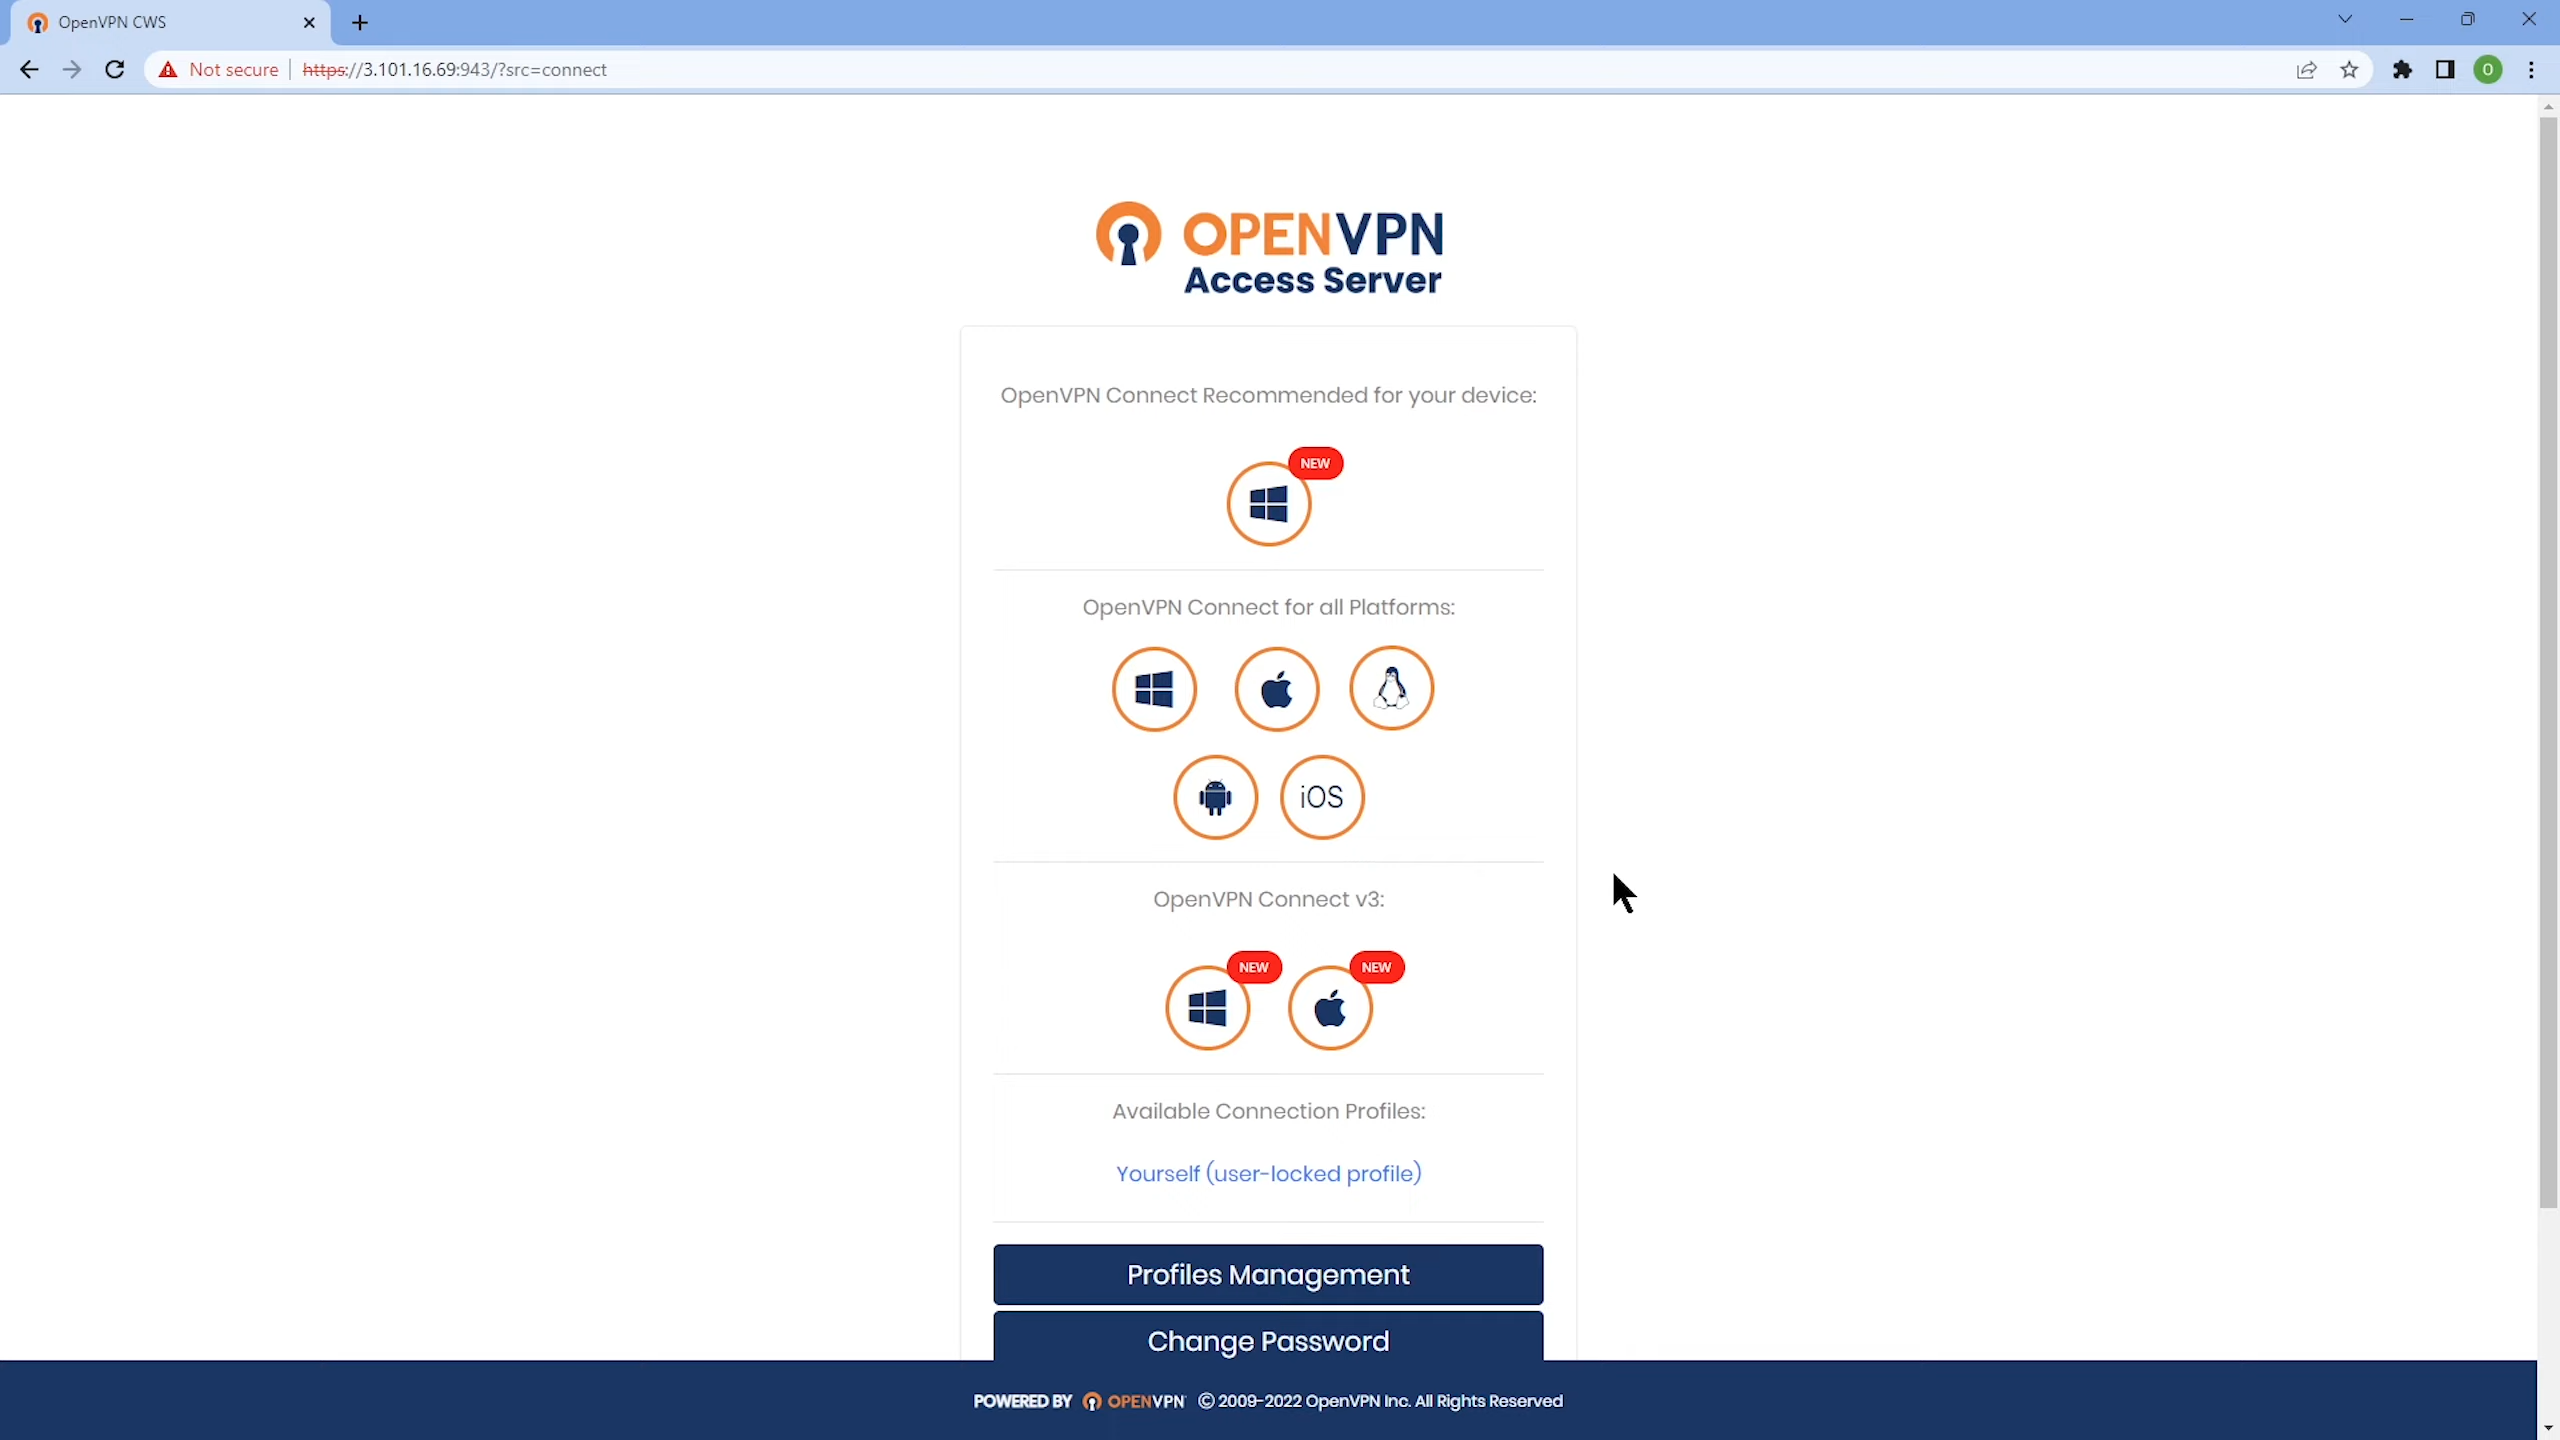 OpenVPN CWS
Not secure https://3.101.16.69:943/?src=connect
O
OPENVPN
Access Server
OpenVPN Connect Recommended for your device:
NEW
OpenVPN Connect for all Platforms:
iOS
OpenVPN Connect v3:
NEW NEW
Available Connection Profiles:
Yourself (user-locked profile)
Profiles Management
Change Password
POWERED BY OPENVPN © 2009-2022 OpenVPN Inc. All Rights Reserved